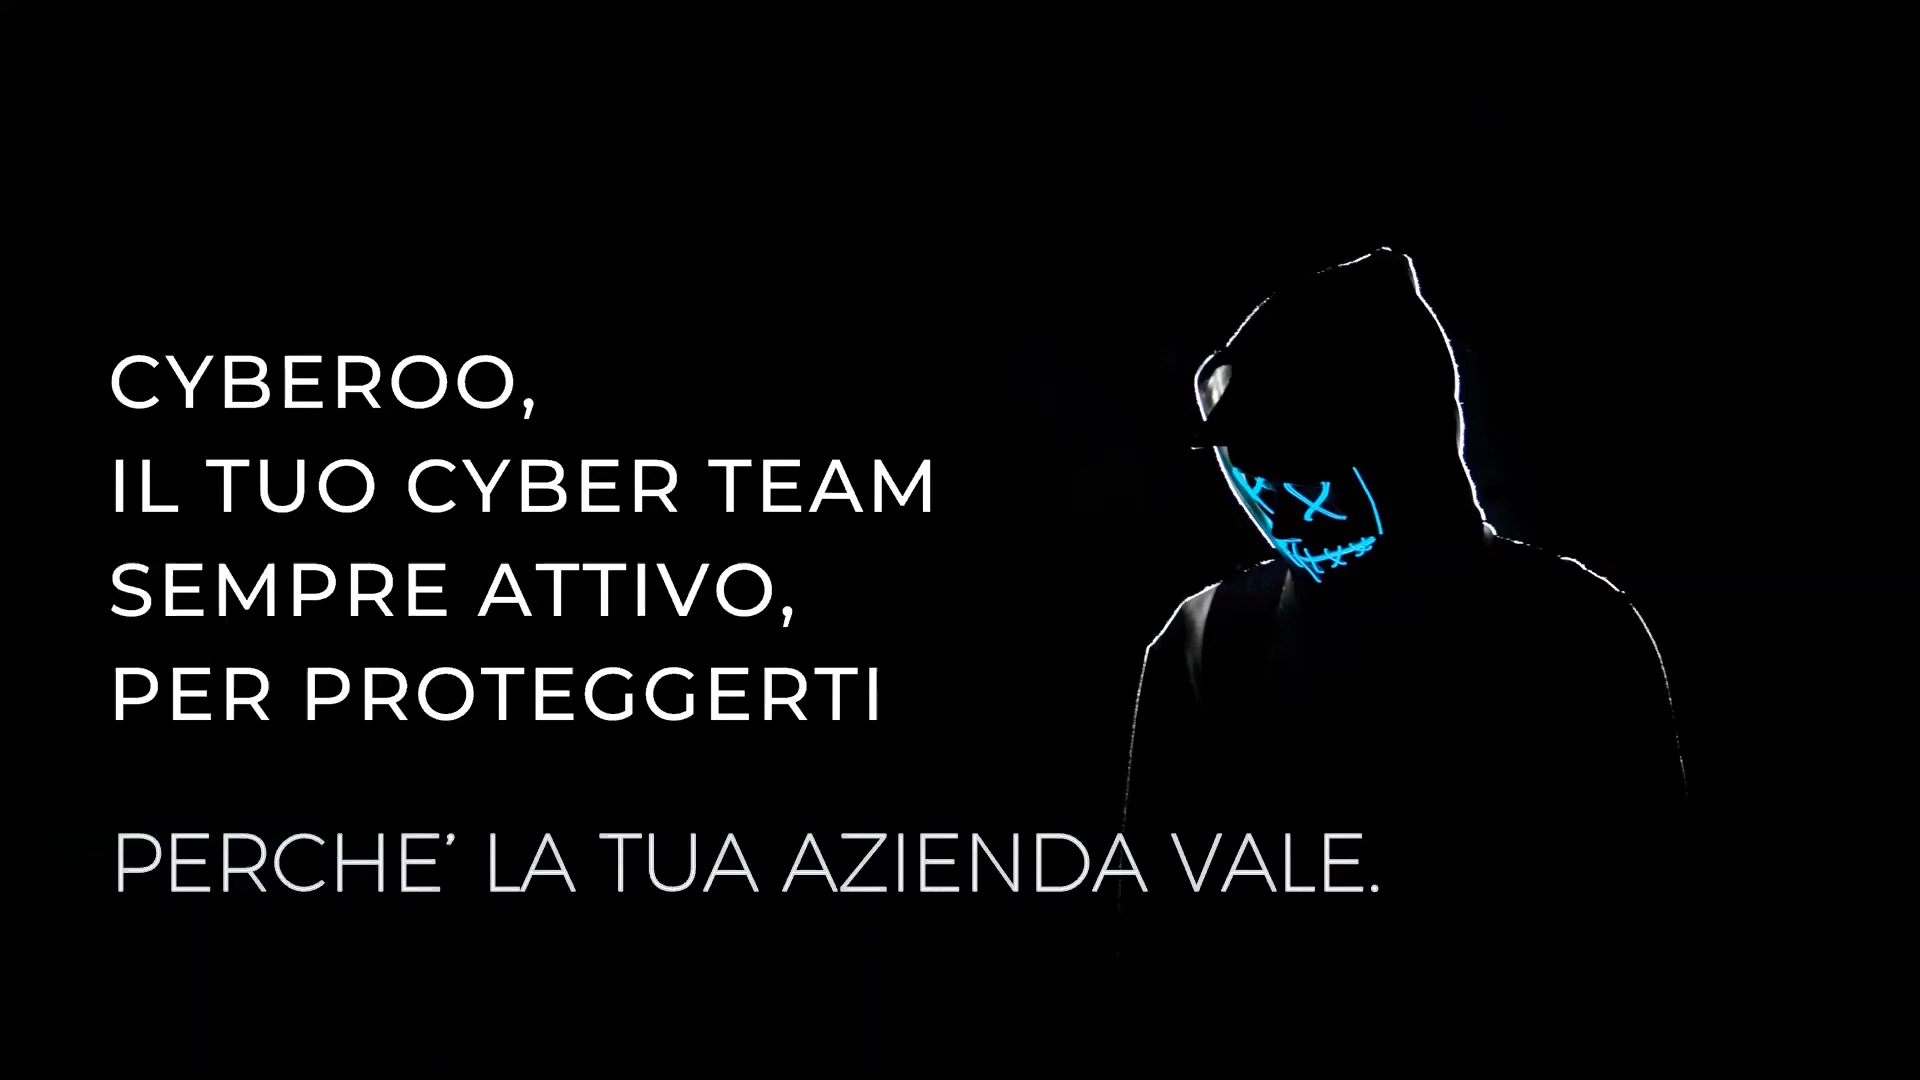 CYBEROO,
IL TUO CYBER TEAM
SEMPRE ATTIVO,
PER PROTEGGERTI
PERCHE’ LA TUA AZIENDA VALE.